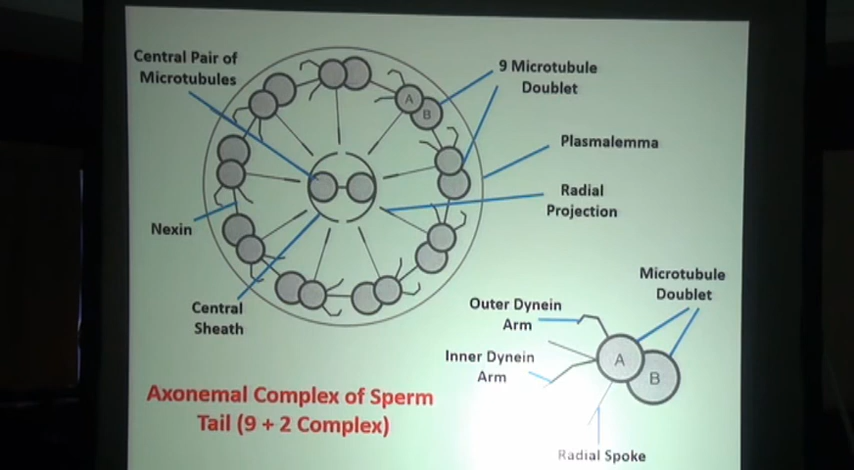 Central Pair of
Microtubules
9 Microtubule
Doublet
A
B
Plasmalemma
Radial
Projection
Nexin
Central
Sheath
Microtubule
Doublet
Outer Dynein
Arm
Inner Dynein
Arm
A
B
Axonemal Complex of Sperm
Tail (9 + 2 Complex)
Radial Spoke